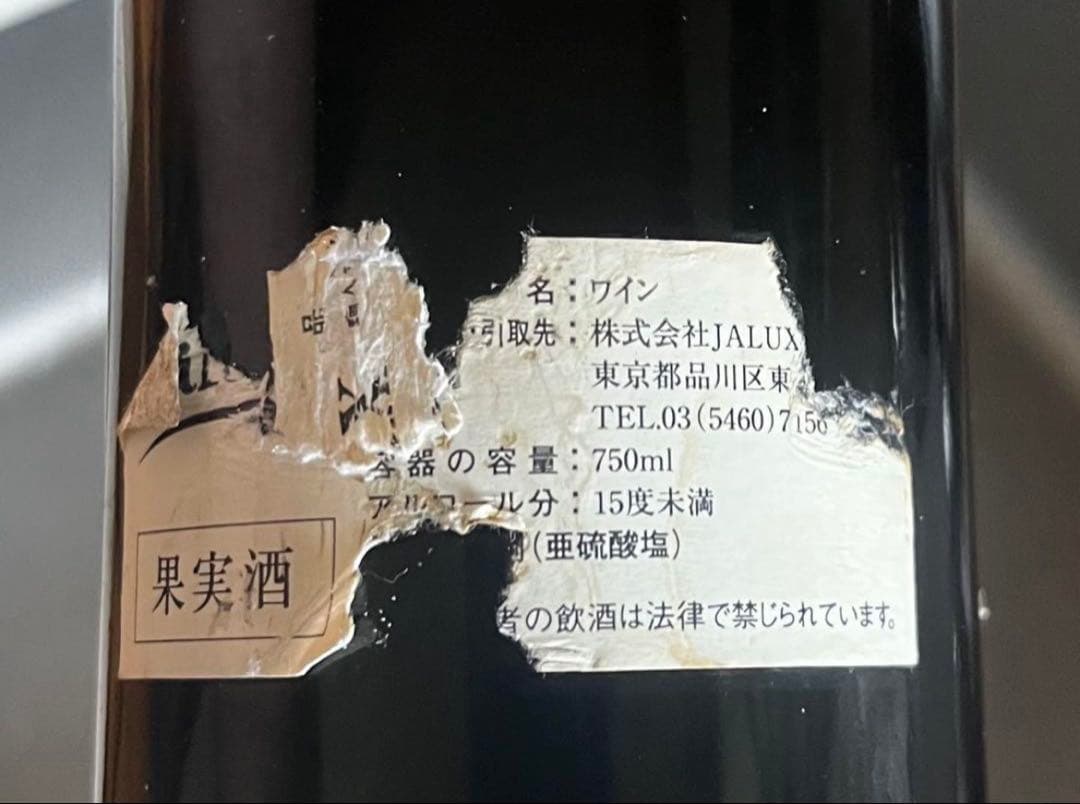 名：ワイン
引取先：株式会社JALUX
東京都品川区東
TEL.03(5460)7156
容器の容量：750ml
アルコール分：15度未満
(亜硫酸塩)
果実酒
者の飲酒は法律で禁じられています。